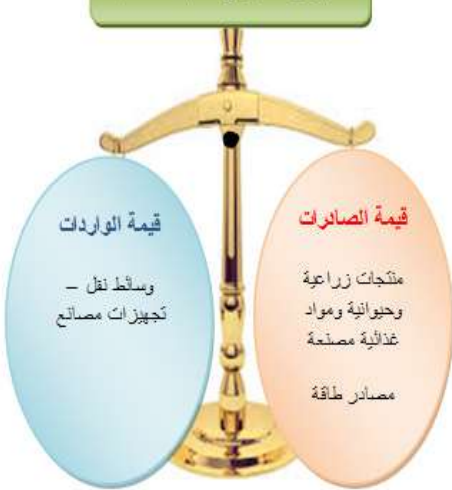 قيمة الصادرات
منتجات زراعية
وحيوانية ومواد
غذائية مصنعة
مصادر طاقة
قيمة الواردات
وسائط نقل –
تجهيزات مصانع